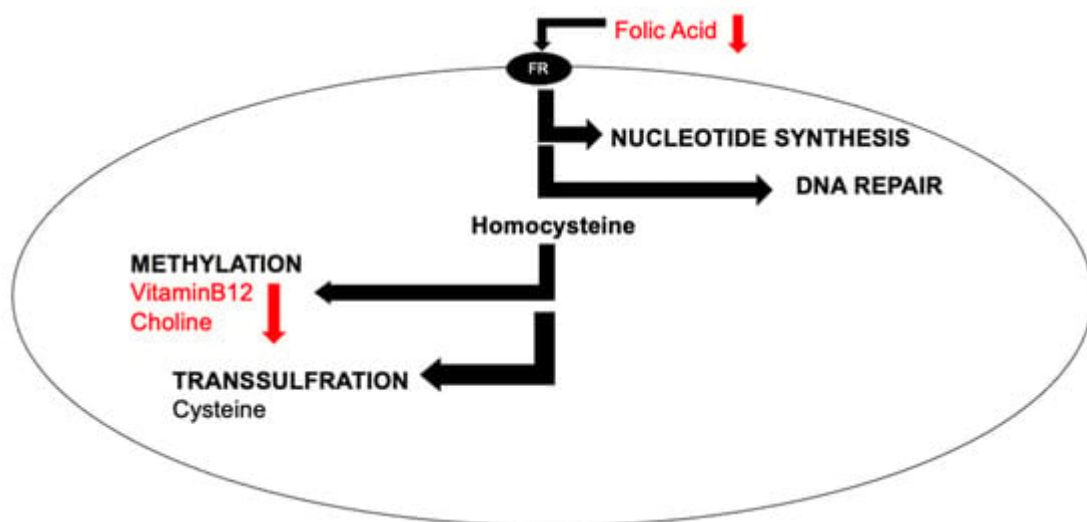 Folic Acid
FR
NUCLEOTIDE SYNTHESIS
DNA REPAIR
Homocysteine
METHYLATION
VitaminB12
Choline
TRANSSULFRATION
Cysteine